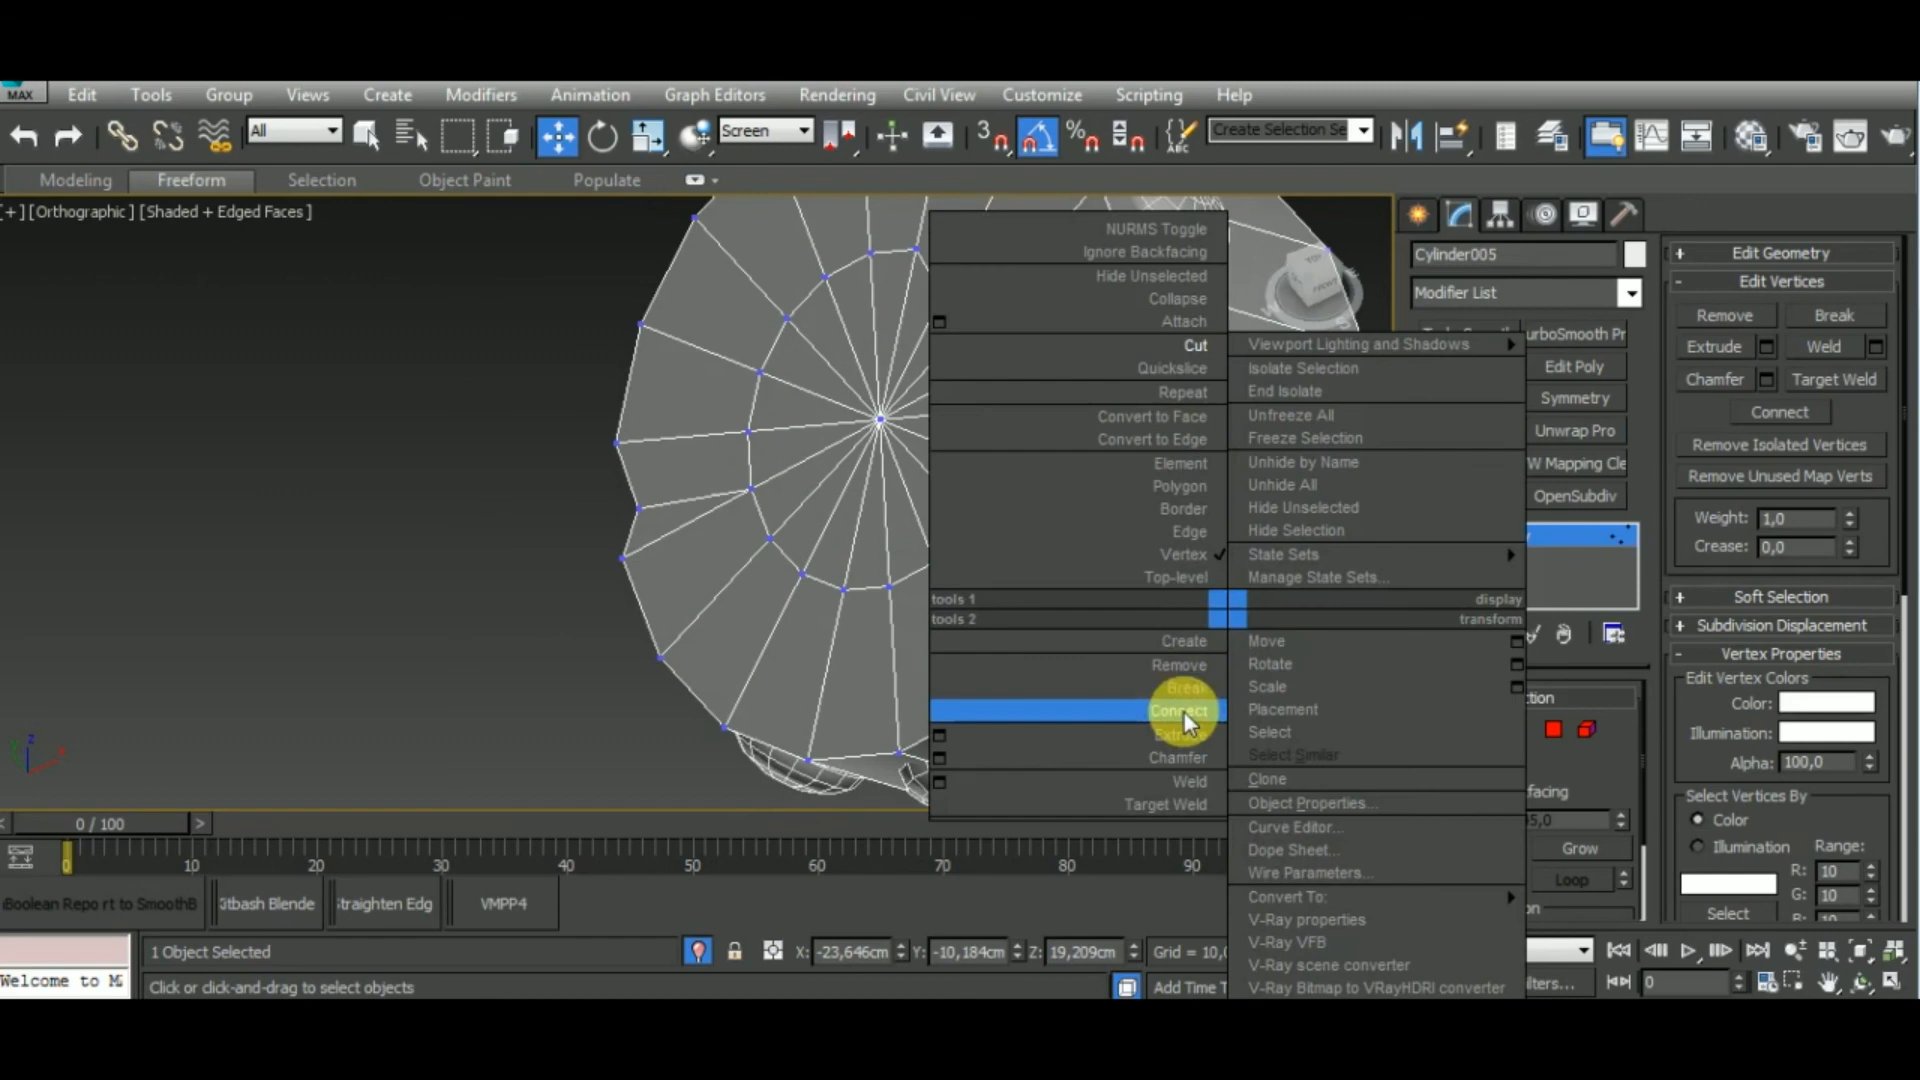 MAX Edit Tools Group Views Create Modifiers Animation Graph Editors Rendering Civil View Customize Scripting Help
All Screen 3 % ABC Create Selection Se
Modeling Freeform Selection Object Paint Populate
[+] [Orthographic] [Shaded + Edged Faces]
NURMS Toggle
Ignore Backfacing
Hide Unselected
Collapse
Attach
Cut
Quickslice
Repeat
Convert to Face
Convert to Edge
Element
Polygon
Border
Edge
Vertex
Top-level
tools 1
tools 2
Create
Remove
Break
Connect
Extrude
Chamfer
Weld
Target Weld
Viewport Lighting and Shadows
Isolate Selection
End Isolate
Unfreeze All
Freeze Selection
Unhide by Name
Unhide All
Hide Unselected
Hide Selection
State Sets
Manage State Sets...
display
transform
Move
Rotate
Scale
Placement
Select
Select Similar
Clone
Object Properties...
Curve Editor...
Dope Sheet...
Wire Parameters...
Convert To:
V-Ray properties
V-Ray VFB
V-Ray scene converter
V-Ray Bitmap to VRayHDRI converter
TOP
FRONT
Cylinder005
Modifier List
urboSmooth Pr
Edit Poly
Symmetry
Unwrap Pro
W Mapping Cle
OpenSubdiv
tion
facing
5,0
Grow
Loop
on
+ Edit Geometry
- Edit Vertices
Remove Break
Extrude Weld
Chamfer Target Weld
Connect
Remove Isolated Vertices
Remove Unused Map Verts
Weight: 1,0
Crease: 0,0
+ Soft Selection
+ Subdivision Displacement
- Vertex Properties
Edit Vertex Colors
Color:
Illumination:
Alpha: 100,0
Select Vertices By
Color
Illumination Range:
R: 10
G: 10
Select
z
x
< 0 / 100 >
0 10 20 30 40 50 60 70 80 90
Boolean Repo rt to SmoothB tbash Blende traighten Edg VMPP4
1 Object Selected X: -23,646cm Y: -10,184cm Z: 19,209cm Grid = 10,0
Welcome to M
Click or click-and-drag to select objects Add Time T
ilters... 0